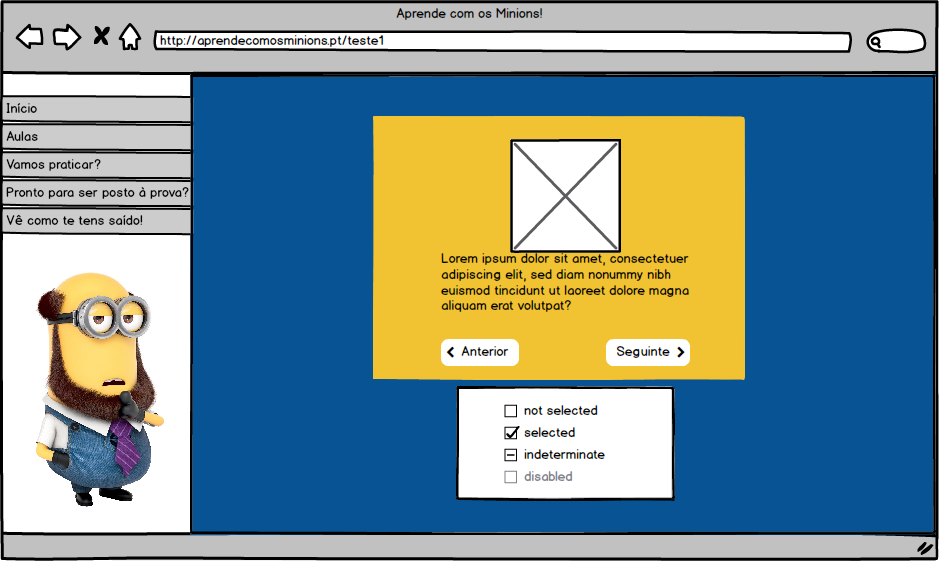 Aprende com os Minions!
http://aprendecomosminions.pt/teste1
Início
Aulas
Vamos praticar?
Pronto para ser posto à prova?
Vê como te tens saído!
Lorem ipsum dolor sit amet, consectetuer
adipiscing elit, sed diam nonummy nibh
euismod tincidunt ut laoreet dolore magna
aliquam erat volutpat?
Anterior
Seguinte
not selected
selected
indeterminate
disabled